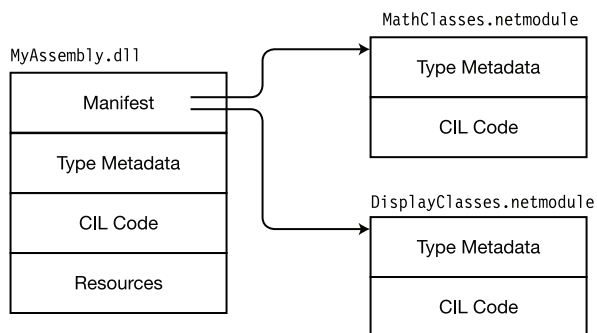 MyAssembly.dll
Manifest
Type Metadata
CIL Code
Resources
MathClasses.netmodule
Type Metadata
CIL Code
DisplayClasses.netmodule
Type Metadata
CIL Code